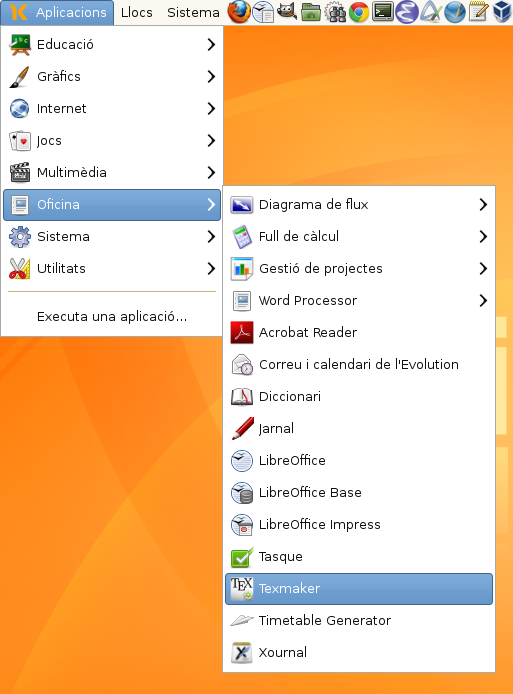 Aplicacions Llocs Sistema
Educació
Gràfics
Internet
Jocs
Multimèdia
Oficina
Sistema
Utilitats
Executa una aplicació...
Diagrama de flux
Full de càlcul
Gestió de projectes
Word Processor
Acrobat Reader
Correu i calendari de l'Evolution
Diccionari
Jarnal
LibreOffice
LibreOffice Base
LibreOffice Impress
Tasque
TEX Texmaker
Timetable Generator
Xournal